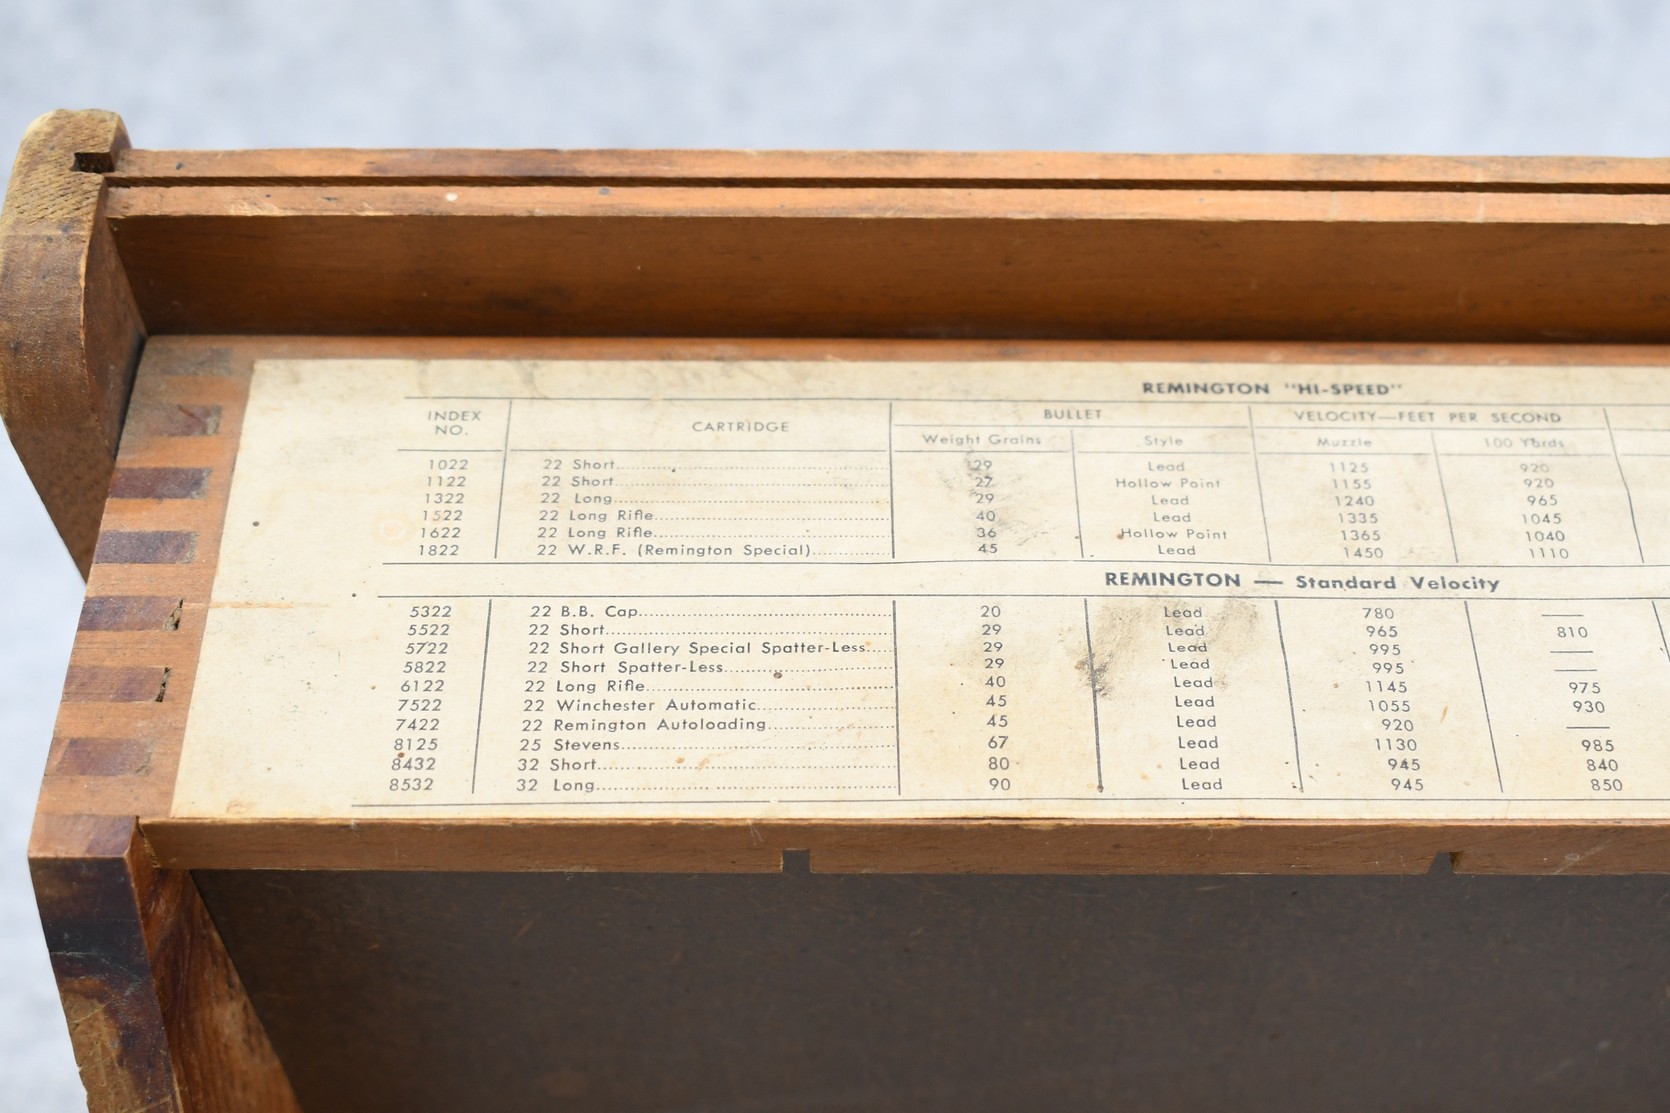 REMINGTON "HI-SPEED"
INDEX NO. CARTRIDGE BULLET VELOCITY—FEET PER SECOND
Weight Grains Style Muzzle 100 Yards
1022 22 Short 29 Lead 1125 920
1122 22 Short 27 Hollow Point 1155 920
1322 22 Long 29 Lead 1240 965
1522 22 Long Rifle 40 Lead 1335 1045
1622 22 Long Rifle 36 Hollow Point 1365 1040
1822 22 W.R.F. (Remington Special) 45 Lead 1450 1110
REMINGTON — Standard Velocity
5322 22 B.B. Cap 20 Lead 780 —
5522 22 Short 29 Lead 965 810
5722 22 Short Gallery Special Spatter-Less 29 Lead 995 —
5822 22 Short Spatter-Less 29 Lead 995 —
6122 22 Long Rifle 40 Lead 1145 975
7522 22 Winchester Automatic 45 Lead 1055 930
7422 22 Remington Autoloading 45 Lead 920 —
8125 25 Stevens 67 Lead 1130 985
8432 32 Short 80 Lead 945 840
8532 32 Long 90 Lead 945 850